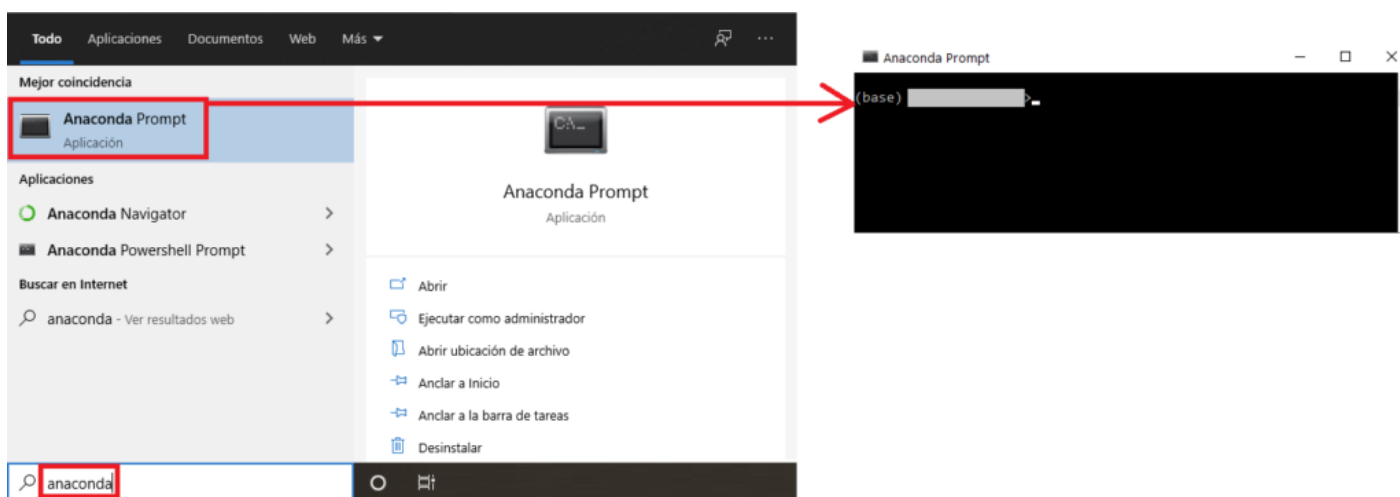 Todo Aplicaciones Documentos Web Más
Mejor coincidencia
Anaconda Prompt
Aplicación
Aplicaciones
Anaconda Navigator
Anaconda Powershell Prompt
Buscar en Internet
anaconda - Ver resultados web
anaconda
C:\_
Anaconda Prompt
Aplicación
Abrir
Ejecutar como administrador
Abrir ubicación de archivo
Anclar a Inicio
Anclar a la barra de tareas
Desinstalar
Anaconda Prompt
(base) >